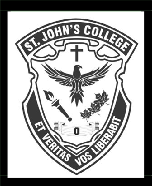 ST. JOHN'S COLLEGE
ET VERITAS VOS LIBERABIT